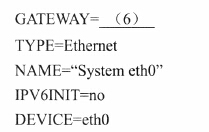 GATEWAY=（6）
TYPE=Ethernet
NAME=“System eth0”
IPV6INIT=no
DEVICE=eth0